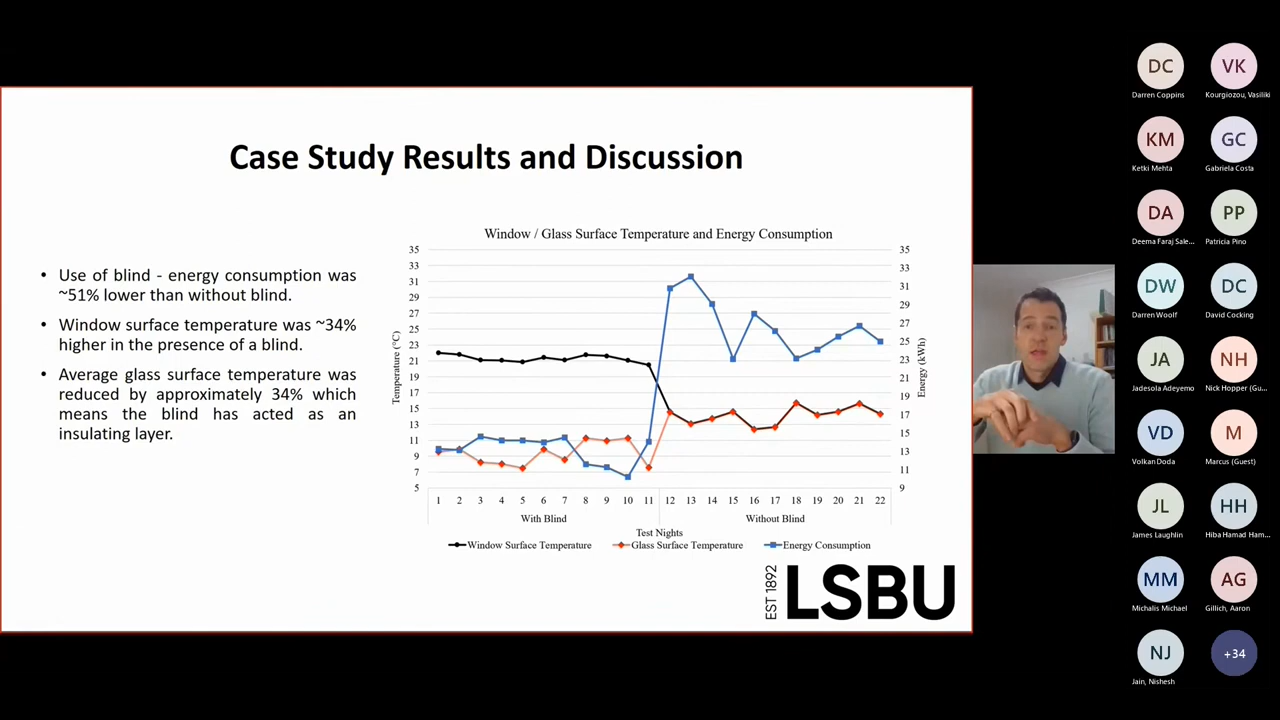 Case Study Results and Discussion
• Use of blind - energy consumption was
~51% lower than without blind.
• Window surface temperature was ~34%
higher in the presence of a blind.
• Average glass surface temperature was
reduced by approximately 34% which
means the blind has acted as an
insulating layer.
Window / Glass Surface Temperature and Energy Consumption
Temperature (°C)
35
33
31
29
27
25
23
21
19
17
15
13
11
9
7
5
35
33
31
29
27
25
23
21
19
17
15
13
11
9
Energy (kWh)
1 2 3 4 5 6 7 8 9 10 11 12 13 14 15 16 17 18 19 20 21 22
With Blind Without Blind
Test Nights
Window Surface Temperature Glass Surface Temperature Energy Consumption
EST 1892
LSBU
DC VK
Darren Coppins Kourgiozou, Vasiliki
KM GC
Ketki Mehta Gabriela Costa
DA PP
Deema Faraj Sale... Patricia Pino
DW DC
Darren Woolf David Cocking
JA NH
Jadesola Adeyemo Nick Hopper (Gu...
VD M
Volkan Doda Marcus (Guest)
JL HH
James Laughlin Hiba Hamad Ham...
MM AG
Michalis Michael Gillich, Aaron
NJ +34
Jain, Nishesh